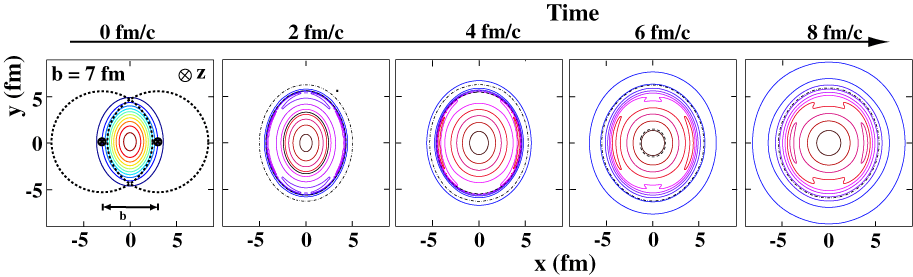 Time
0 fm/c 2 fm/c 4 fm/c 6 fm/c 8 fm/c
b = 7 fm ⊗ z
y (fm)
5
0
-5
b
-5 0 5 -5 0 5 -5 0 5 -5 0 5 -5 0 5
x (fm)